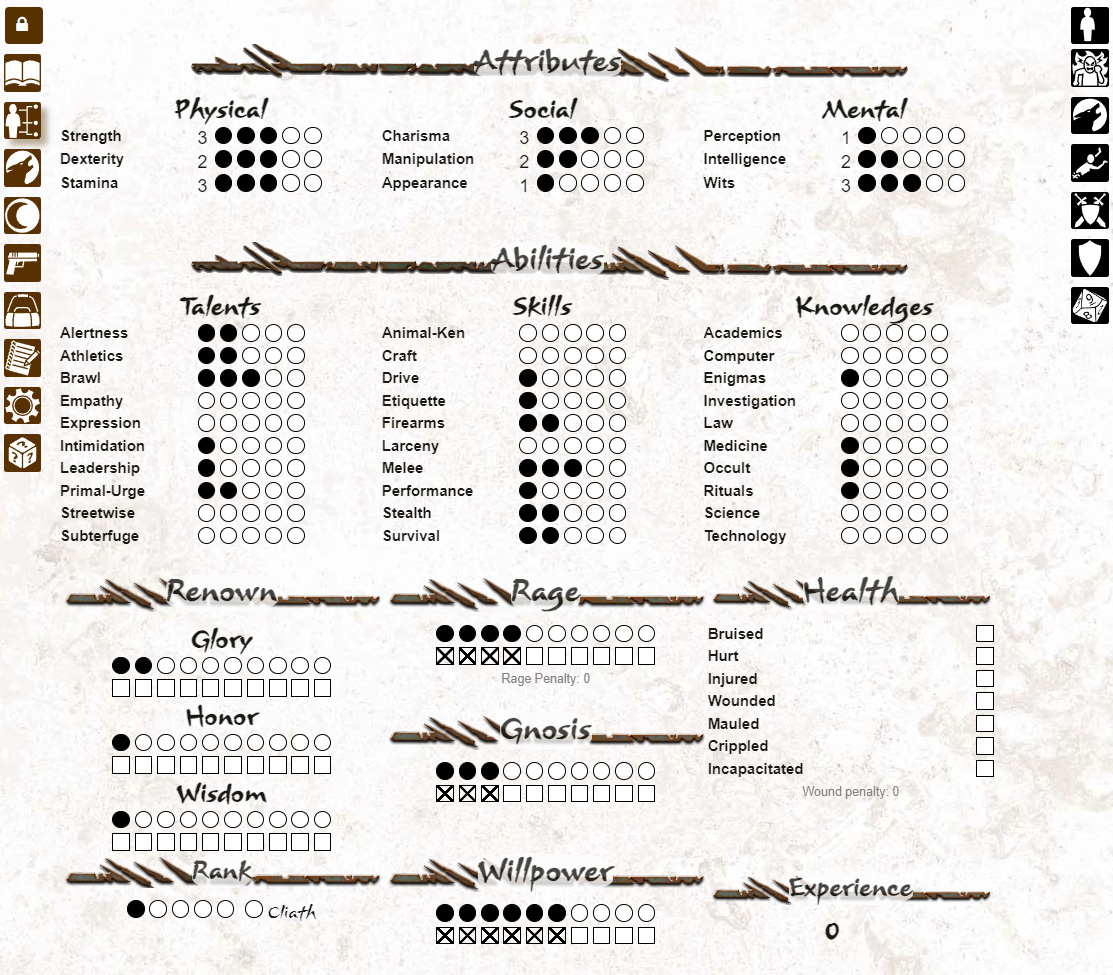 Attributes
Physical Social Mental
Strength 3 Charisma 3 Perception 1
Dexterity 2 Manipulation 2 Intelligence 2
Stamina 3 Appearance 1 Wits 3
Abilities
Talents Skills Knowledges
Alertness Animal-Ken Academics
Athletics Craft Computer
Brawl Drive Enigmas
Empathy Etiquette Investigation
Expression Firearms Law
Intimidation Larceny Medicine
Leadership Melee Occult
Primal-Urge Performance Rituals
Streetwise Stealth Science
Subterfuge Survival Technology
Renown Rage Health
Glory
Honor
Wisdom
Rank
Cliath
Rage Penalty: 0
Gnosis
Willpower
Bruised
Hurt
Injured
Wounded
Mauled
Crippled
Incapacitated
Wound penalty: 0
Experience
0